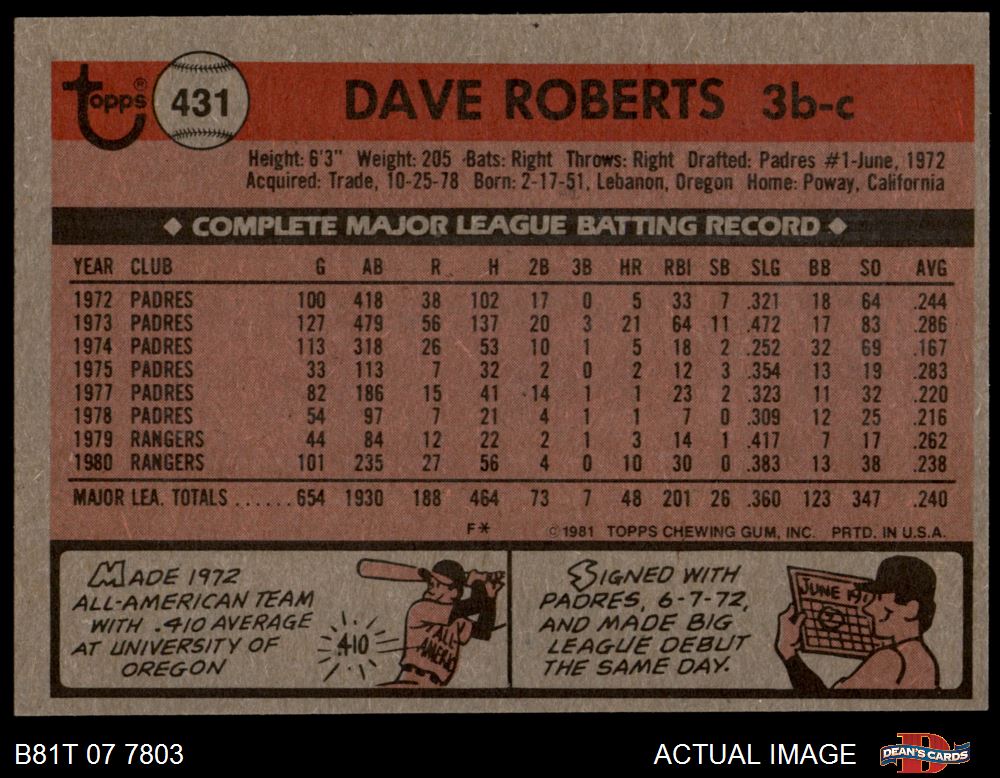 topps®
431
DAVE ROBERTS 3b-c
Height: 6'3" Weight: 205 Bats: Right Throws: Right Drafted: Padres #1-June, 1972
Acquired: Trade, 10-25-78 Born: 2-17-51, Lebanon, Oregon Home: Poway, California
◆ COMPLETE MAJOR LEAGUE BATTING RECORD ◆
YEAR CLUB G AB R H 2B 3B HR RBI SB SLG BB SO AVG
1972 PADRES 100 418 38 102 17 0 5 33 7 .321 18 64 .244
1973 PADRES 127 479 56 137 20 3 21 64 11 .472 17 83 .286
1974 PADRES 113 318 26 53 10 1 5 18 2 .252 32 69 .167
1975 PADRES 33 113 7 32 2 0 2 12 3 .354 13 19 .283
1977 PADRES 82 186 15 41 14 1 1 23 2 .323 11 32 .220
1978 PADRES 54 97 7 21 4 1 1 7 0 .309 12 25 .216
1979 RANGERS 44 84 12 22 2 1 3 14 1 .417 7 17 .262
1980 RANGERS 101 235 27 56 4 0 10 30 0 .383 13 38 .238
MAJOR LEA. TOTALS ...... 654 1930 188 464 73 7 48 201 26 .360 123 347 .240
F* ©1981 TOPPS CHEWING GUM, INC. PRTD. IN U.S.A.
MADE 1972
ALL-AMERICAN TEAM
WITH .410 AVERAGE
AT UNIVERSITY OF
OREGON
.410
ALL-
AMERI
SIGNED WITH
PADRES, 6-7-72,
AND MADE BIG
LEAGUE DEBUT
THE SAME DAY.
JUNE 197
B81T 07 7803
ACTUAL IMAGE
DEAN'S CARDS